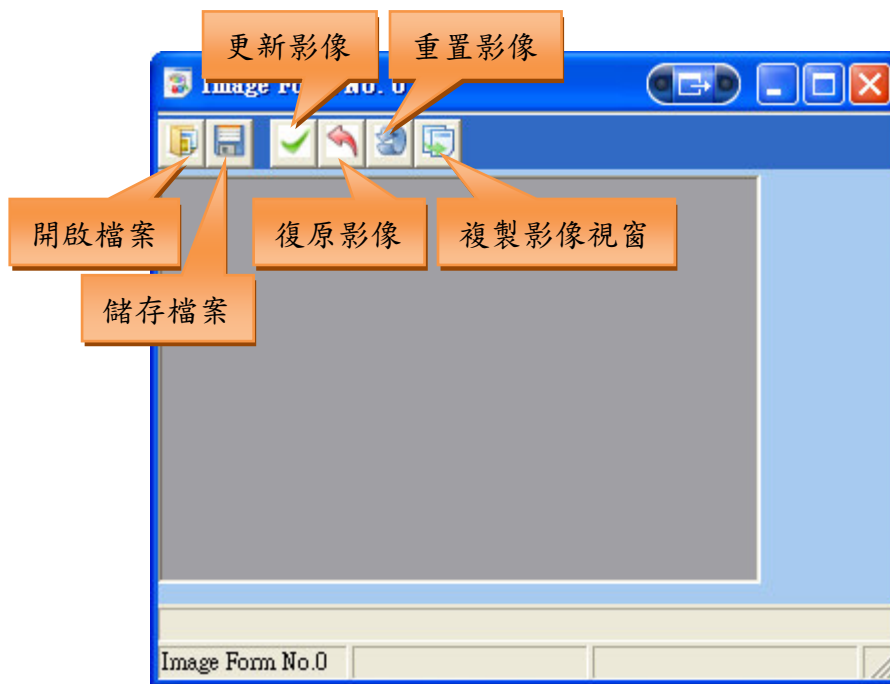 更新影像
重置影像
Image Form No. 0
開啟檔案
復原影像
複製影像視窗
儲存檔案
Image Form No.0